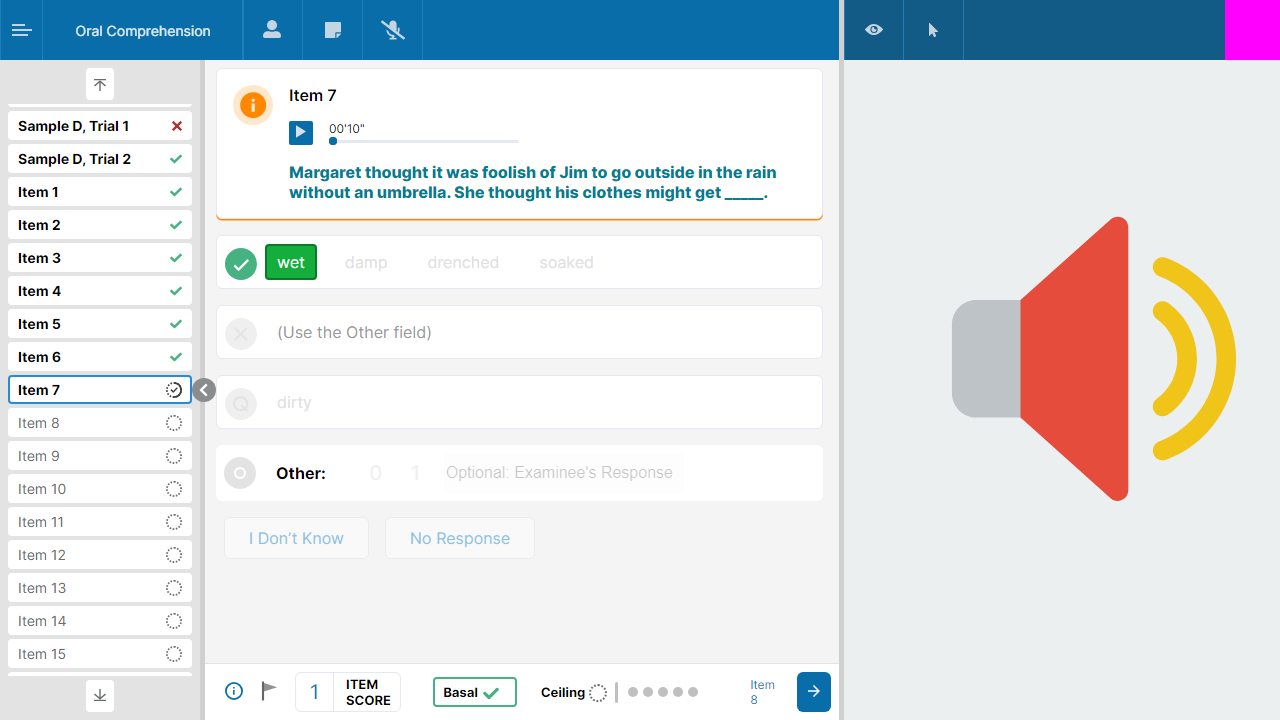 Oral Comprehension
Sample D, Trial 1
Sample D, Trial 2
Item 1
Item 2
Item 3
Item 4
Item 5
Item 6
Item 7
Item 8
Item 9
Item 10
Item 11
Item 12
Item 13
Item 14
Item 15
Item 7
00'10"
Margaret thought it was foolish of Jim to go outside in the rain
without an umbrella. She thought his clothes might get _____.
wet damp drenched soaked
(Use the Other field)
Q dirty
Other: 0 1 Optional: Examinee's Response
I Don’t Know No Response
1 ITEM
SCORE
Basal Ceiling
Item
8